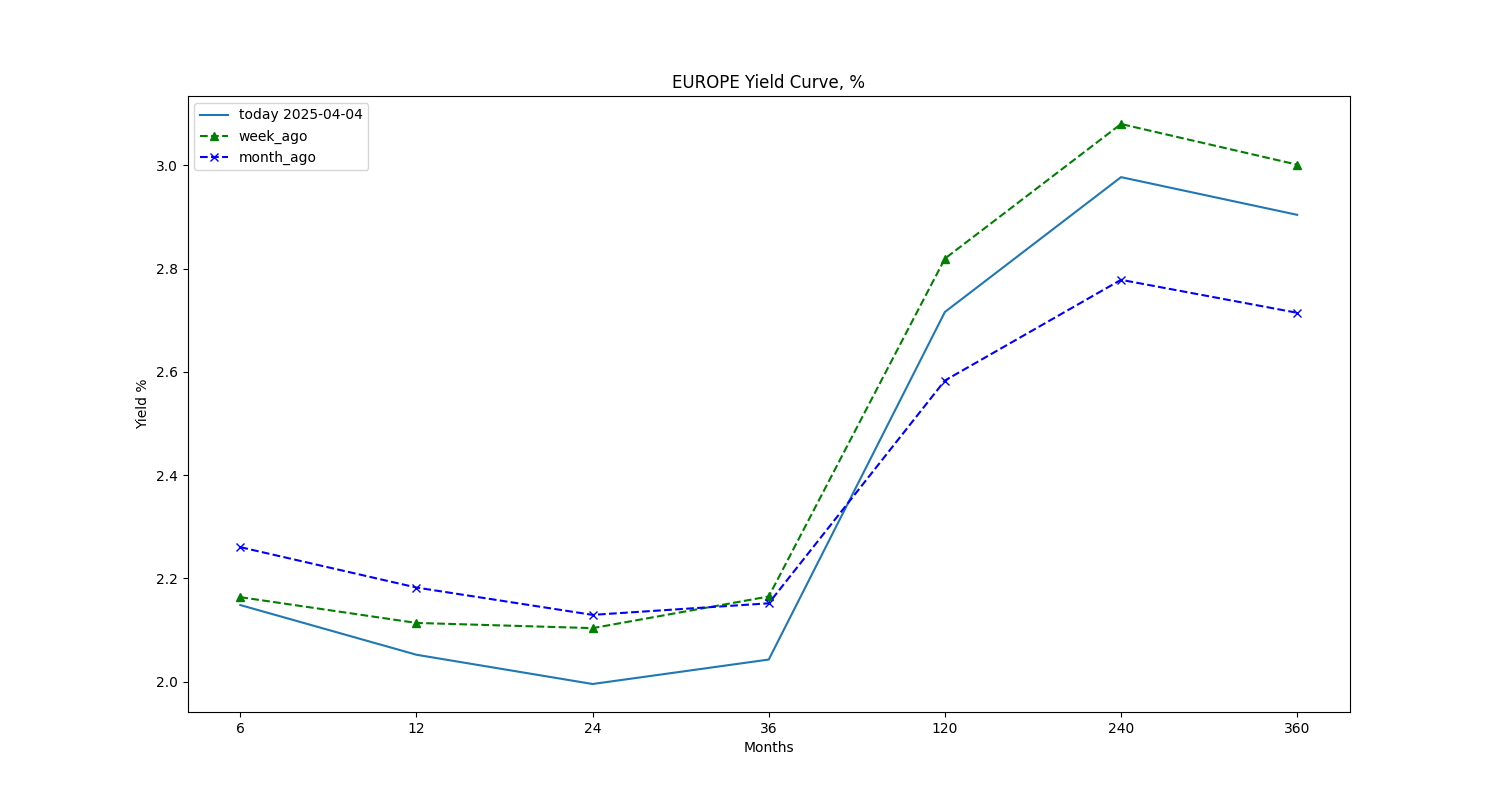 EUROPE Yield Curve, %
today 2025-04-04
week_ago
month_ago
3.0
2.8
2.6
2.4
2.2
2.0
Yield %
6 12 24 36 120 240 360
Months